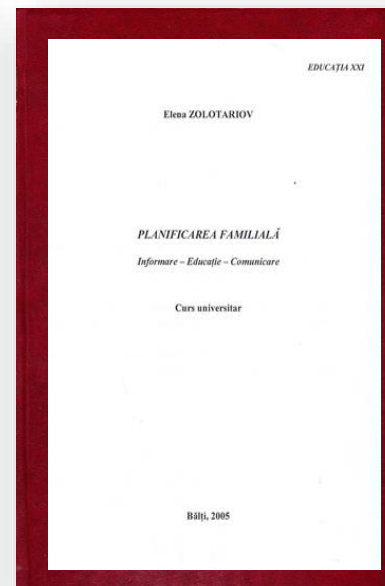 EDUCAȚIA XXI
Elena ZOLOTARIOV
PLANIFICAREA FAMILIALĂ
Informare – Educație – Comunicare
Curs universitar
Bălți, 2005